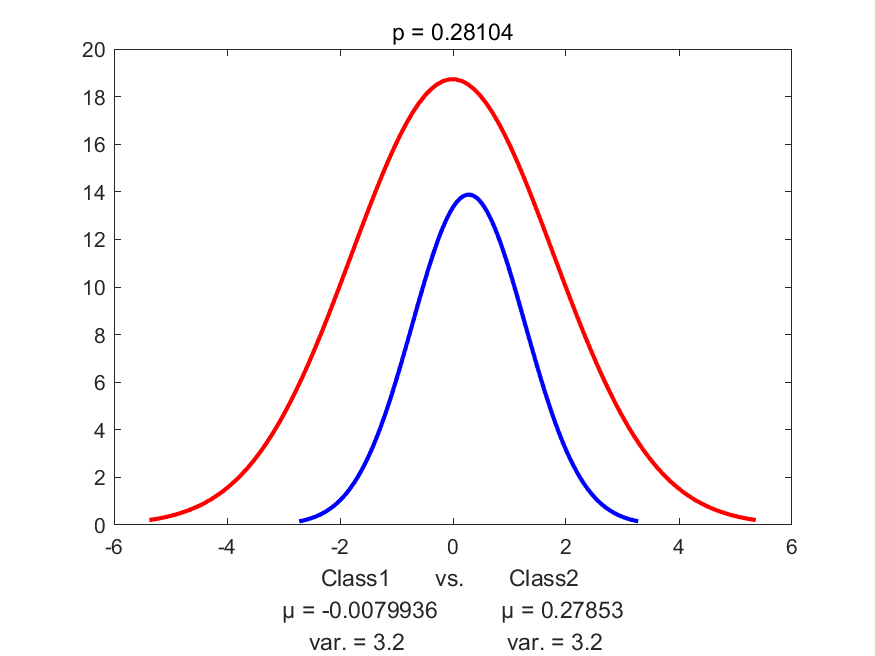 p = 0.28104
20
18
16
14
12
10
8
6
4
2
0
-6 -4 -2 0 2 4 6
Class1 vs. Class2
μ = -0.0079936 μ = 0.27853
var. = 3.2 var. = 3.2